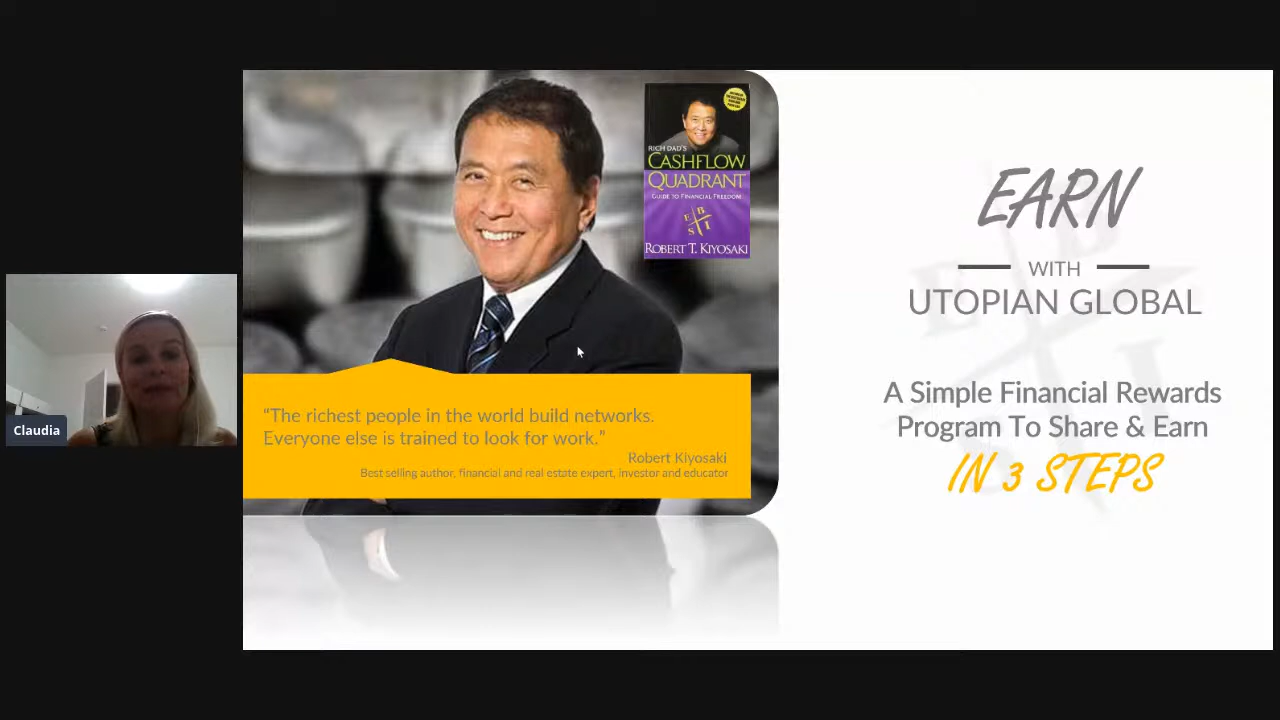 Claudia
RICH DAD'S
CASHFLOW
QUADRANT
GUIDE TO FINANCIAL FREEDOM
E B
S I
ROBERT T. KIYOSAKI
“The richest people in the world build networks.
Everyone else is trained to look for work.”
Robert Kiyosaki
Best selling author, financial and real estate expert, investor and educator
EARN
WITH
UTOPIAN GLOBAL
A Simple Financial Rewards
Program To Share & Earn
IN 3 STEPS